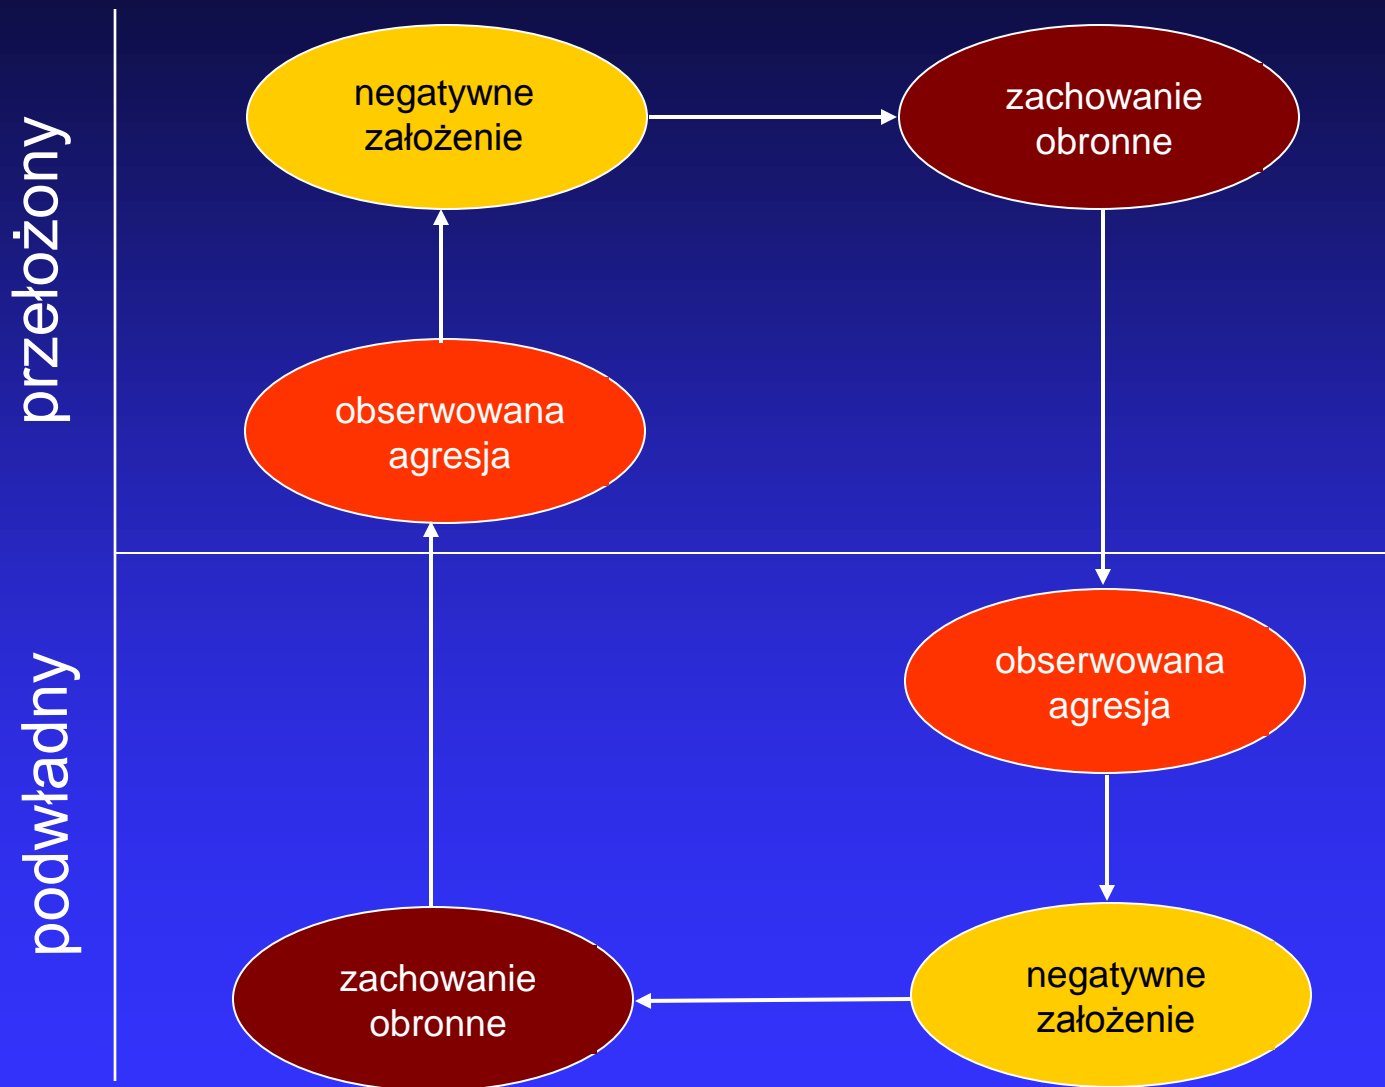 przełożony
negatywne
założenie
zachowanie
obronne
obserwowana
agresja
podwładny
obserwowana
agresja
zachowanie
obronne
negatywne
założenie